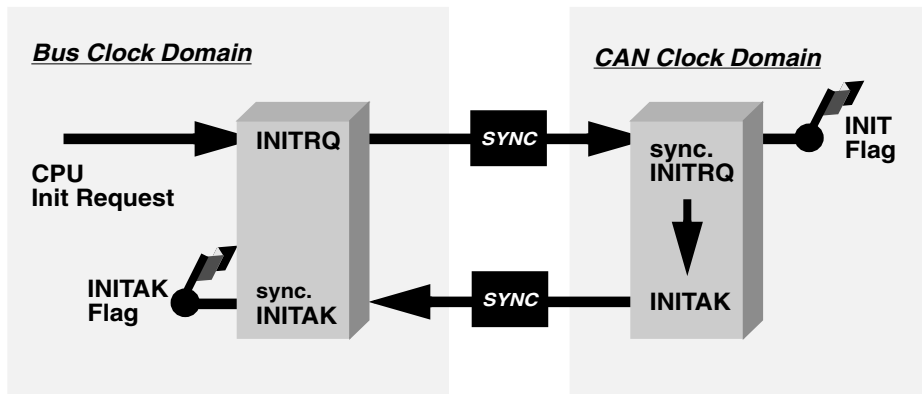 Bus Clock Domain
CAN Clock Domain
CPU
Init Request
INITRQ
SYNC
sync.
INITRQ
INIT
Flag
INITAK
Flag
sync.
INITAK
SYNC
INITAK